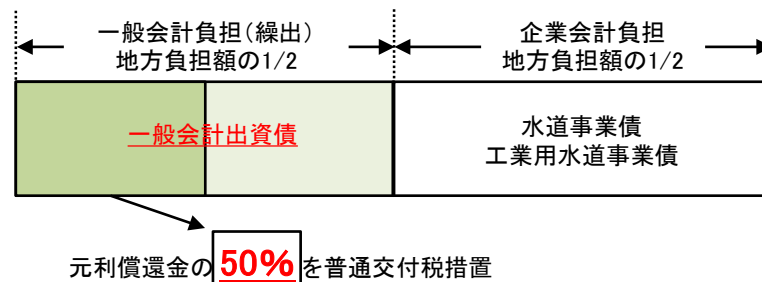 一般会計負担(繰出)
地方負担額の1/2
企業会計負担
地方負担額の1/2
一般会計出資債
水道事業債
工業用水道事業債
元利償還金の50%を普通交付税措置